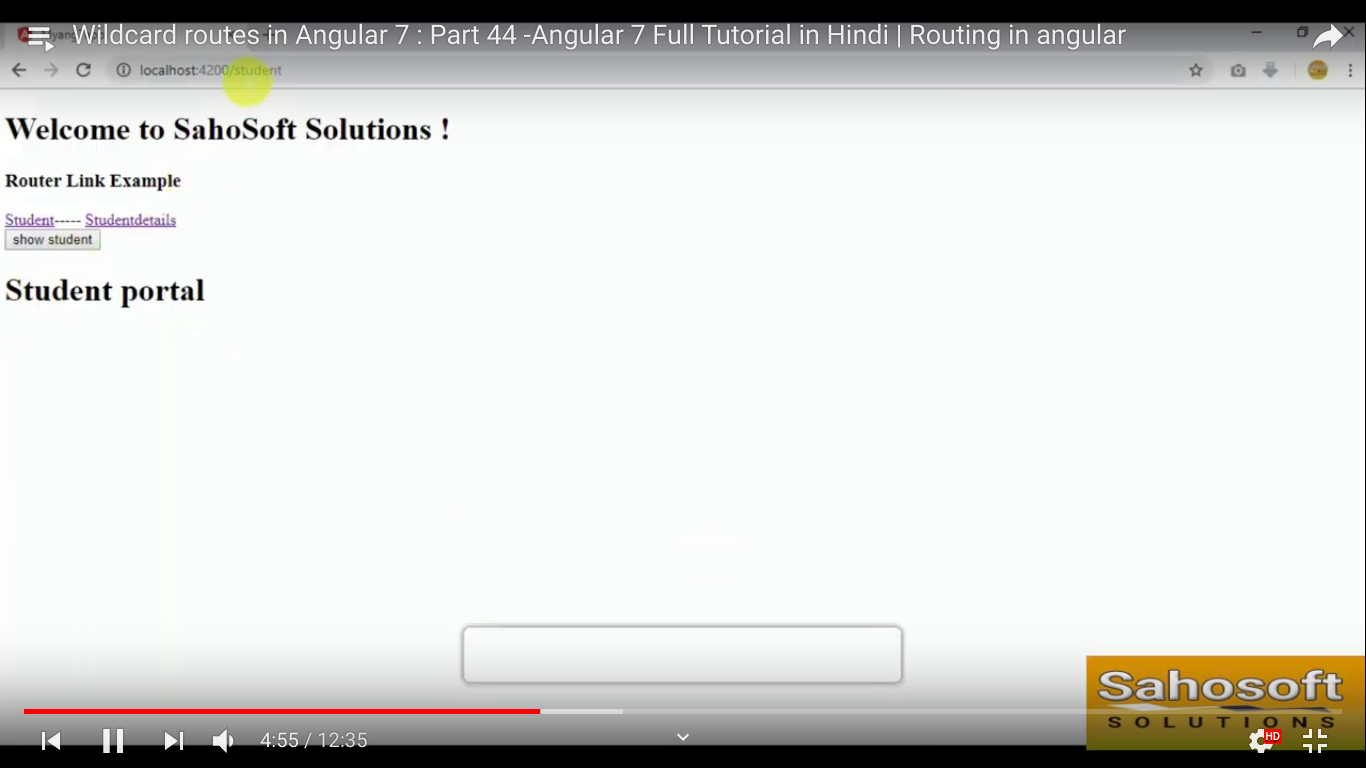 Wildcard routes in Angular 7 : Part 44 -Angular 7 Full Tutorial in Hindi | Routing in angular
localhost:4200/student
Welcome to SahoSoft Solutions !
Router Link Example
Student----- Studentdetails
show student
Student portal
Sahosoft
SOLUTIONS
4:55 / 12:35
HD